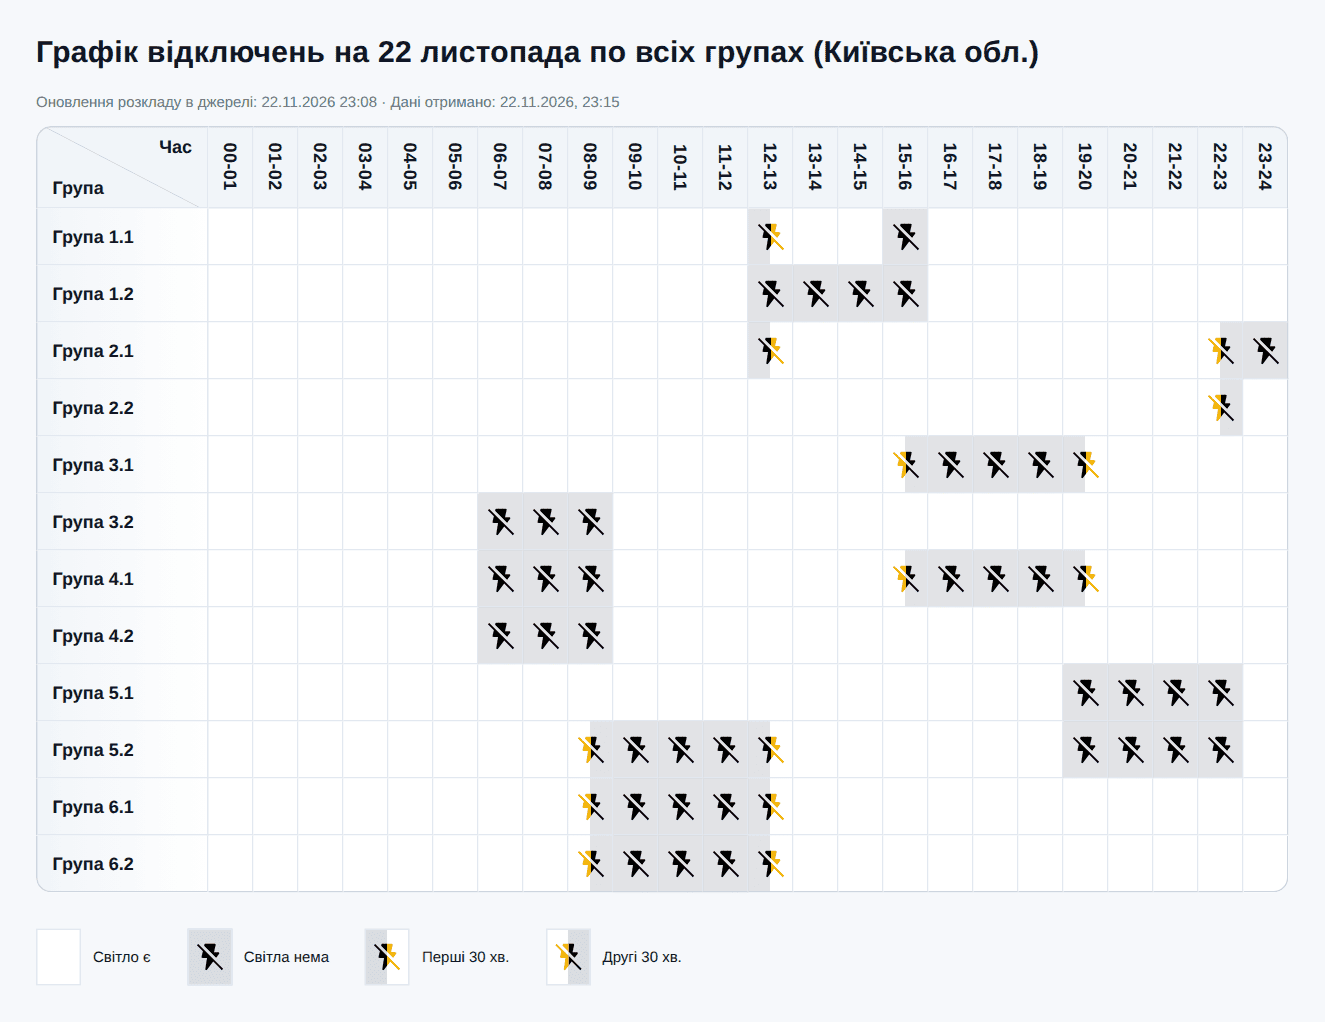 Графік відключень на 22 листопада по всіх групах (Київська обл.)
Оновлення розкладу в джерелі: 22.11.2026 23:08 · Дані отримано: 22.11.2026, 23:15
Час
Група
00-01 01-02 02-03 03-04 04-05 05-06 06-07 07-08 08-09 09-10 10-11 11-12 12-13 13-14 14-15 15-16 16-17 17-18 18-19 19-20 20-21 21-22 22-23 23-24
Група 1.1
Група 1.2
Група 2.1
Група 2.2
Група 3.1
Група 3.2
Група 4.1
Група 4.2
Група 5.1
Група 5.2
Група 6.1
Група 6.2
Світло є Світла нема Перші 30 хв. Другі 30 хв.